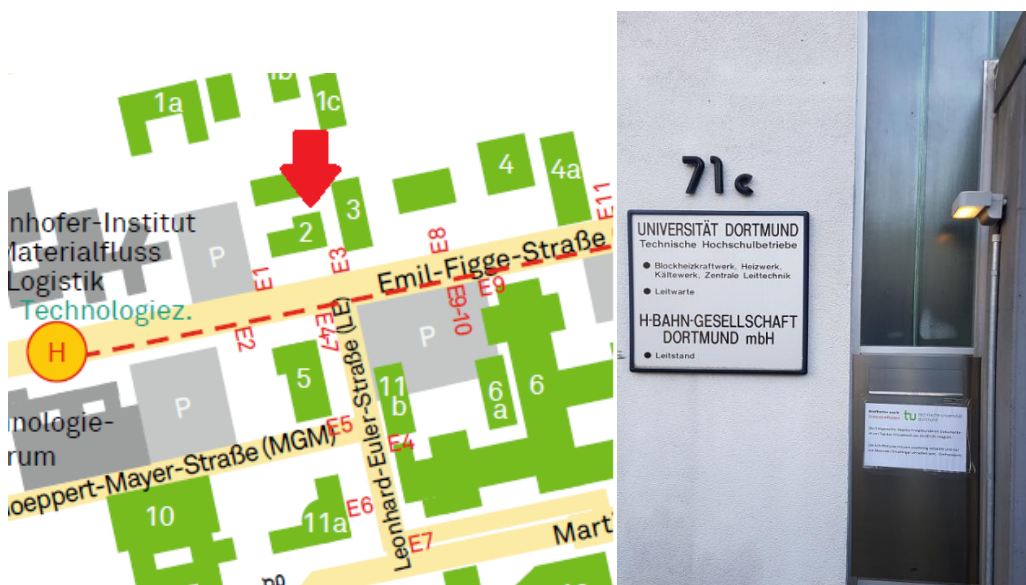 1a
1b
1c
4
4a
E11
3
2
nhofer-Institut
Materialfluss
Logistik
Technologiez.
P
E1
E3
E8
Emil-Figge-Straße
H
E2
E4-7
E9-10
E9
P
P
5
11
b
6
a
6
nologie-
rum
E5
E4
Leonhard-Euler-Straße (LE)
oeppert-Mayer-Straße (MGM)
10
11a
E6
E7
Marti
71c
UNIVERSITÄT DORTMUND
Technische Hochschulbetriebe
Blockheizkraftwerk, Heizwerk,
Kältewerk, Zentrale Leittechnik
Leitwarte
H-BAHN-GESELLSCHAFT
DORTMUND mbH
Leitstand
tu